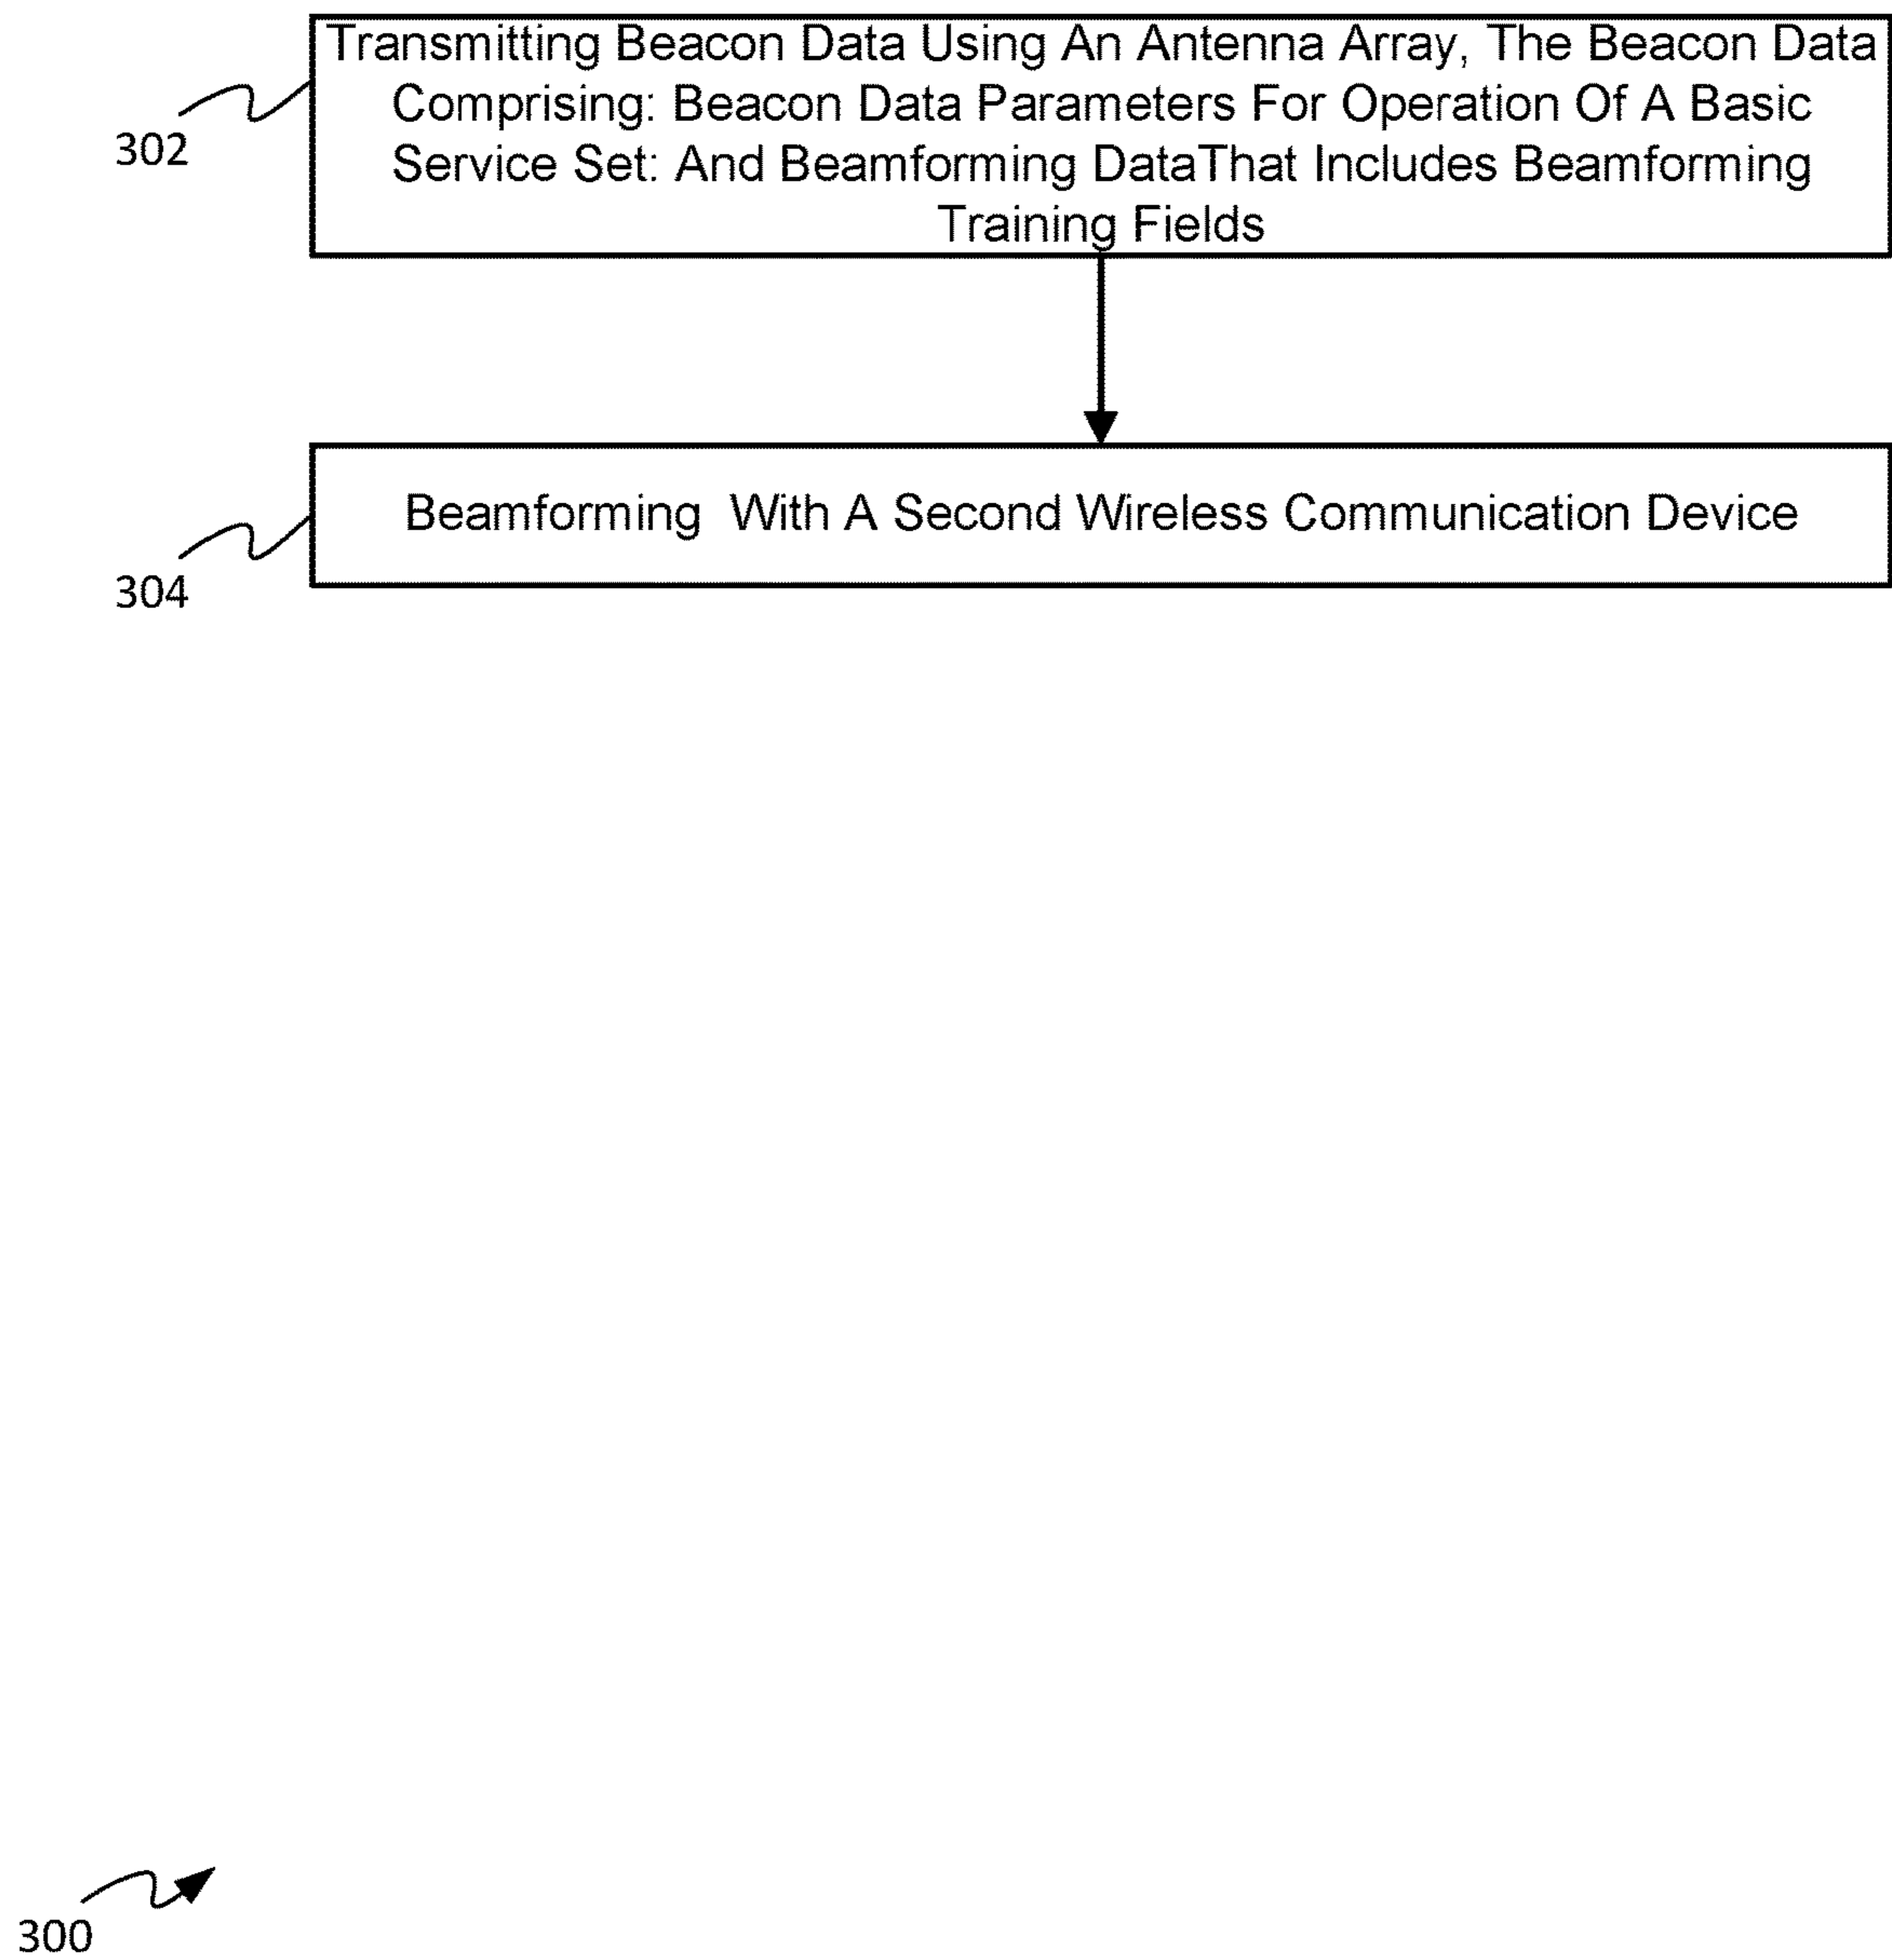 Transmitting Beacon Data Using An Antenna Array, The Beacon Data
Comprising: Beacon Data Parameters For Operation Of A Basic
Service Set: And Beamforming DataThat Includes Beamforming
Training Fields
302
Beamforming With A Second Wireless Communication Device
304
300